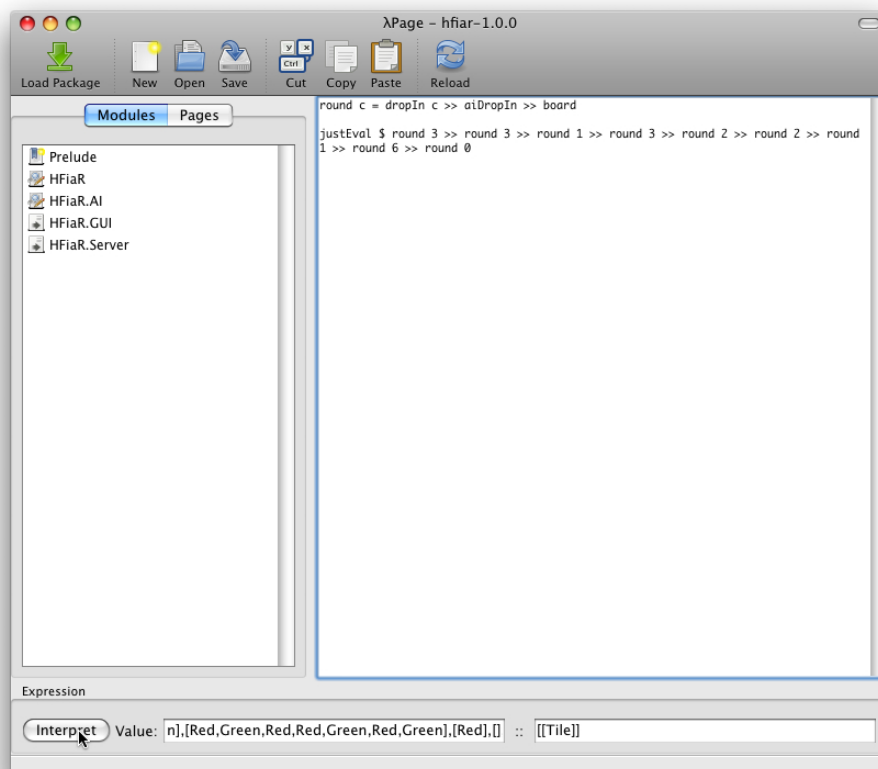 λPage - hfiar-1.0.0
Load Package New Open Save Cut Copy Paste Reload
Y X
Ctrl
Modules Pages
Prelude
HFiaR
HFiaR.AI
HFiaR.GUI
HFiaR.Server
round c = dropIn c >> aiDropIn >> board
justEval $ round 3 >> round 3 >> round 1 >> round 3 >> round 2 >> round 2 >> round
1 >> round 6 >> round 0
Expression
Interpret Value: n],[Red,Green,Red,Red,Green,Red,Green],[Red],[] :: [[Tile]]